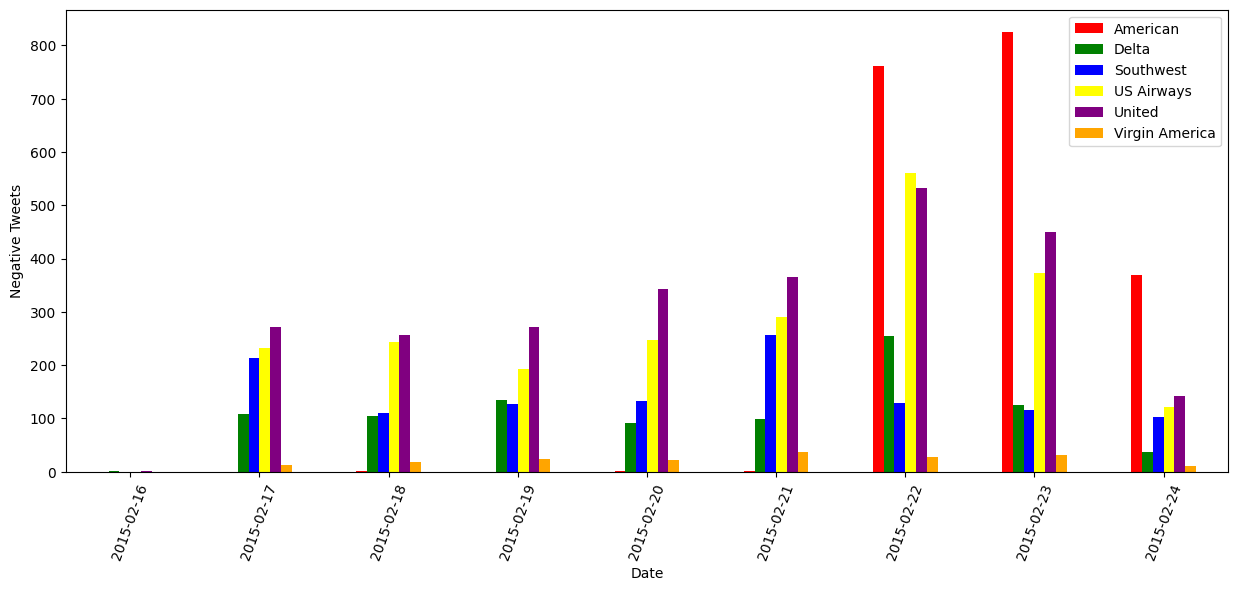 800
700
600
500
400
300
200
100
0
Negative Tweets
American
Delta
Southwest
US Airways
United
Virgin America
2015-02-16
2015-02-17
2015-02-18
2015-02-19
2015-02-20
2015-02-21
2015-02-22
2015-02-23
2015-02-24
Date